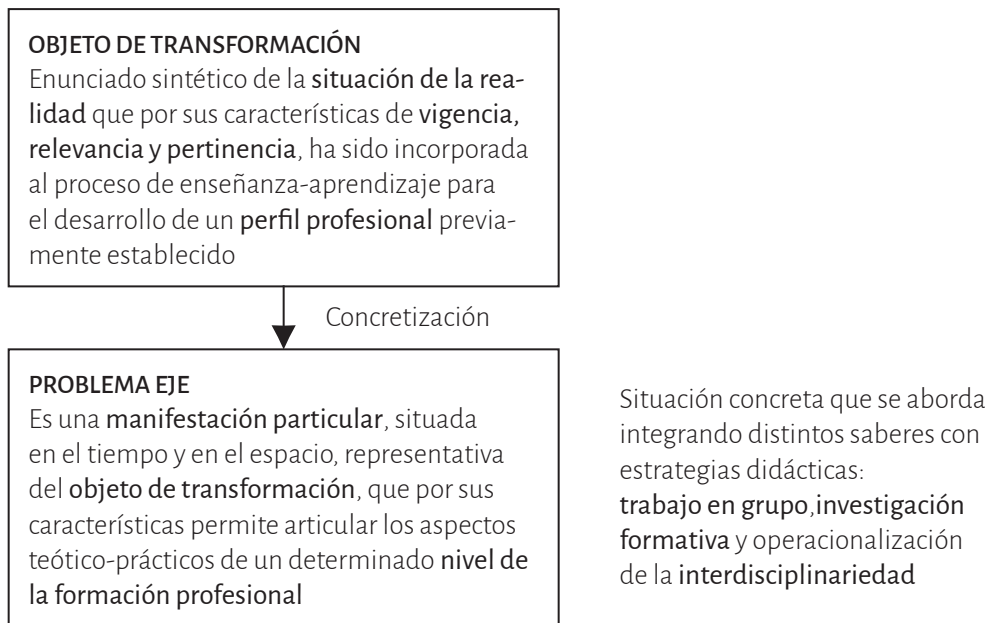 OBJETO DE TRANSFORMACIÓN
Enunciado sintético de la situación de la rea-
lidad que por sus características de vigencia,
relevancia y pertinencia, ha sido incorporada
al proceso de enseñanza-aprendizaje para
el desarrollo de un perfil profesional previa-
mente establecido
Concretización
PROBLEMA EJE
Es una manifestación particular, situada
en el tiempo y en el espacio, representativa
del objeto de transformación, que por sus
características permite articular los aspectos
teótico-prácticos de un determinado nivel de
la formación profesional
Situación concreta que se aborda
integrando distintos saberes con
estrategias didácticas:
trabajo en grupo,investigación
formativa y operacionalización
de la interdisciplinariedad